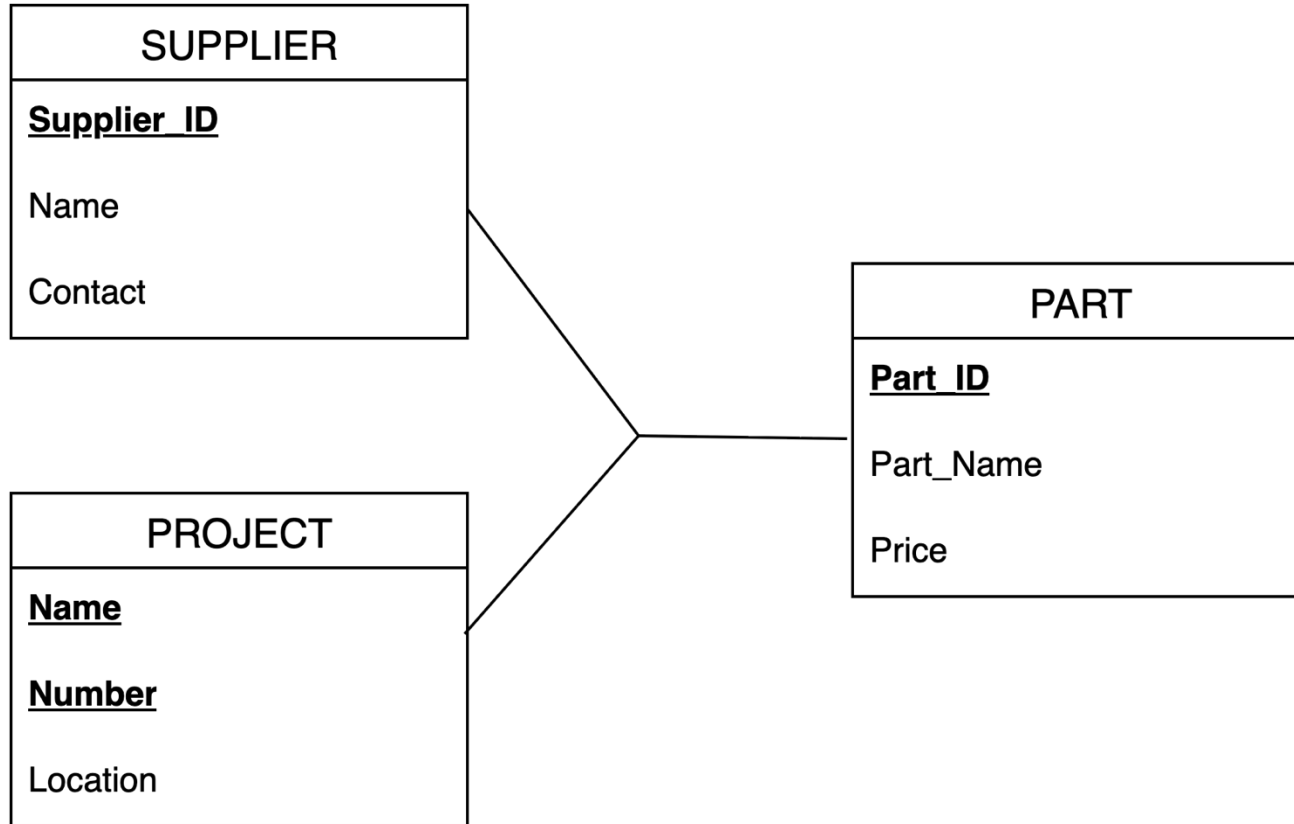 SUPPLIER
Supplier_ID
Name
Contact
PROJECT
Name
Number
Location
PART
Part_ID
Part_Name
Price